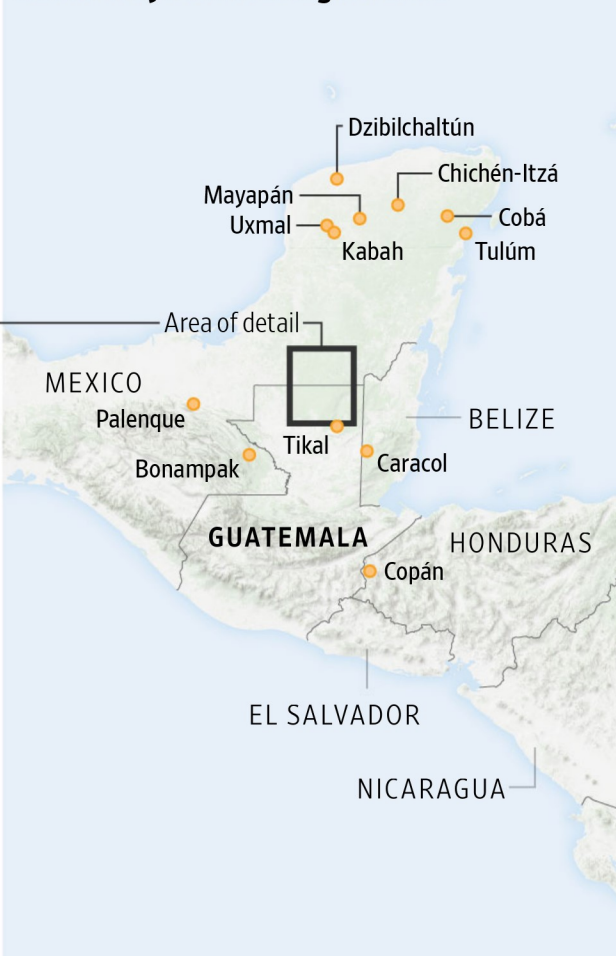 Dzibilchaltún
Chichén-Itzá
Mayapán
Cobá
Uxmal
Kabah
Tulúm
Area of detail
MEXICO
Palenque
BELIZE
Tikal
Bonampak
Caracol
GUATEMALA
HONDURAS
Copán
EL SALVADOR
NICARAGUA